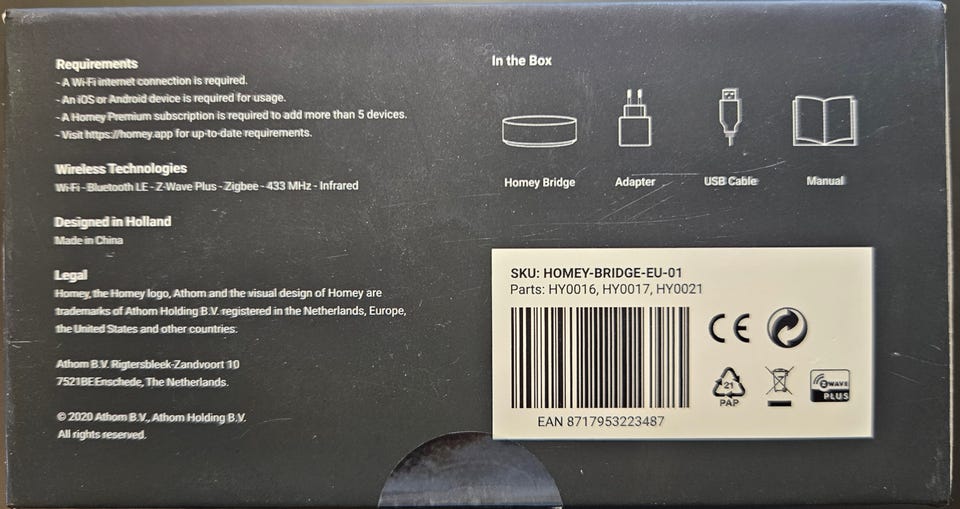 Requirements
- A Wi-Fi internet connection is required.
- An iOS or Android device is required for usage.
- A Homey Premium subscription is required to add more than 5 devices.
- Visit https://homey.app for up-to-date requirements.
Wireless Technologies
Wi-Fi - Bluetooth LE - Z-Wave Plus - Zigbee - 433 MHz - Infrared
Designed in Holland
Made in China
Legal
Homey, the Homey logo, Athom and the visual design of Homey are
trademarks of Athom Holding B.V. registered in the Netherlands, Europe,
the United States and other countries.
Athom B.V. Rigtersbleek-Zandvoort 10
7521BE Enschede, The Netherlands.
© 2020 Athom B.V., Athom Holding B.V.
All rights reserved.
In the Box
Homey Bridge
Adapter
USB Cable
Manual
SKU: HOMEY-BRIDGE-EU-01
Parts: HY0016, HY0017, HY0021
CE
21
PAP
Z WAVE
PLUS
EAN 8717953223487